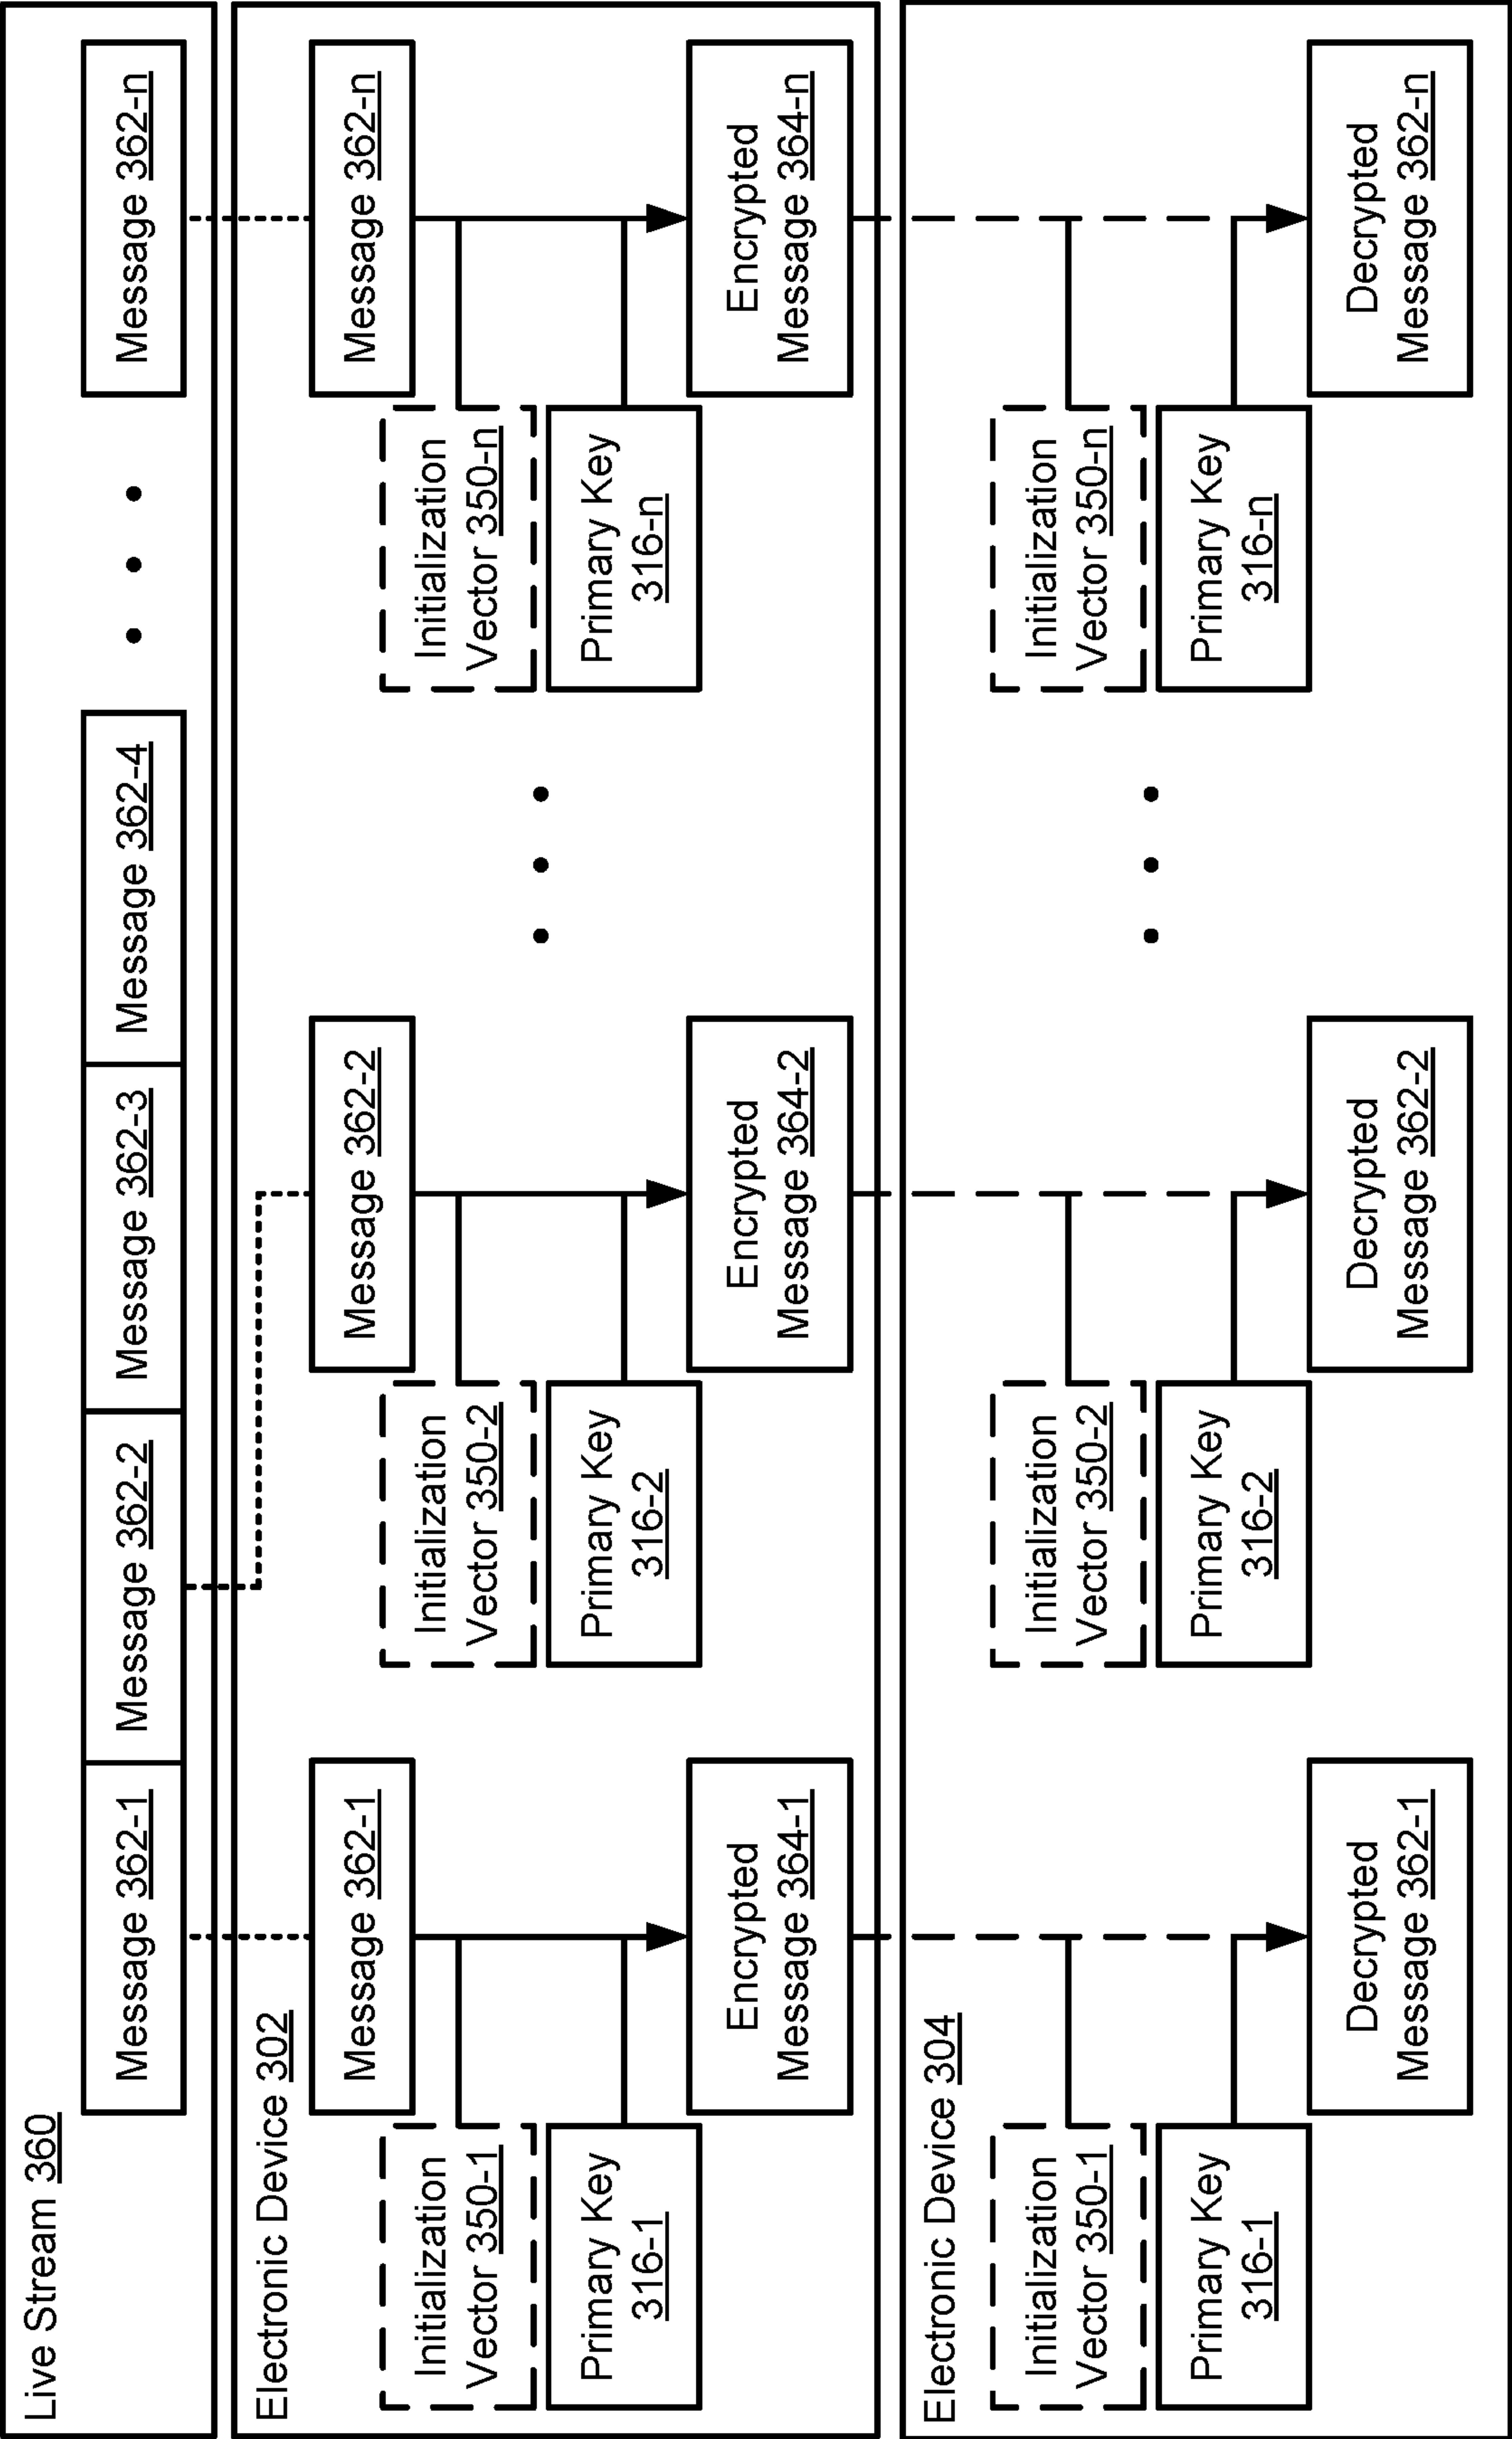 Live Stream 360
Message 362-1
Message 362-2
Message 362-3
Message 362-4
Message 362-n
Electronic Device 302
Message 362-1
Message 362-2
Message 362-n
Initialization
Vector 350-1
Initialization
Vector 350-2
Initialization
Vector 350-n
Primary Key
316-1
Primary Key
316-2
Primary Key
316-n
Encrypted
Message 364-1
Encrypted
Message 364-2
Encrypted
Message 364-n
Electronic Device 304
Initialization
Vector 350-1
Initialization
Vector 350-2
Initialization
Vector 350-n
Primary Key
316-1
Primary Key
316-2
Primary Key
316-n
Decrypted
Message 362-1
Decrypted
Message 362-2
Decrypted
Message 362-n